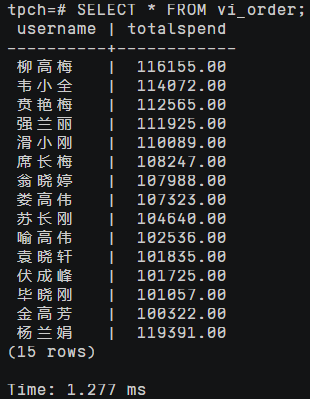 tpch=# SELECT * FROM vi_order;
username | totalspend
----------+------------
柳高梅 | 116155.00
韦小全 | 114072.00
贲艳梅 | 112565.00
强兰丽 | 111925.00
滑小刚 | 110089.00
席长梅 | 108247.00
翁晓婷 | 107988.00
娄高伟 | 107323.00
苏长刚 | 104640.00
喻高伟 | 102536.00
袁晓轩 | 101835.00
伏成峰 | 101725.00
毕晓刚 | 101057.00
金高芳 | 100322.00
杨兰娟 | 119391.00
(15 rows)
Time: 1.277 ms